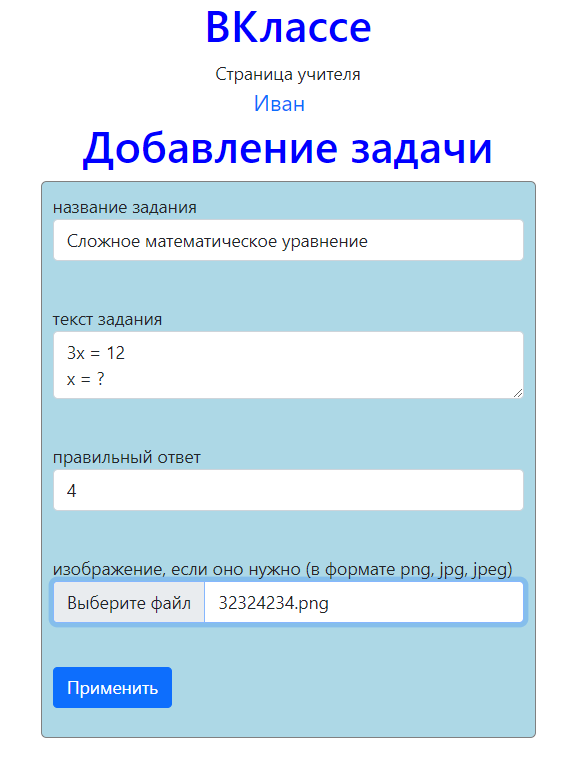 ВКлассе
Страница учителя
Иван
Добавление задачи
название задания
Сложное математическое уравнение
текст задания
3x = 12
x = ?
правильный ответ
4
изображение, если оно нужно (в формате png, jpg, jpeg)
Выберите файл 32324234.png
Применить